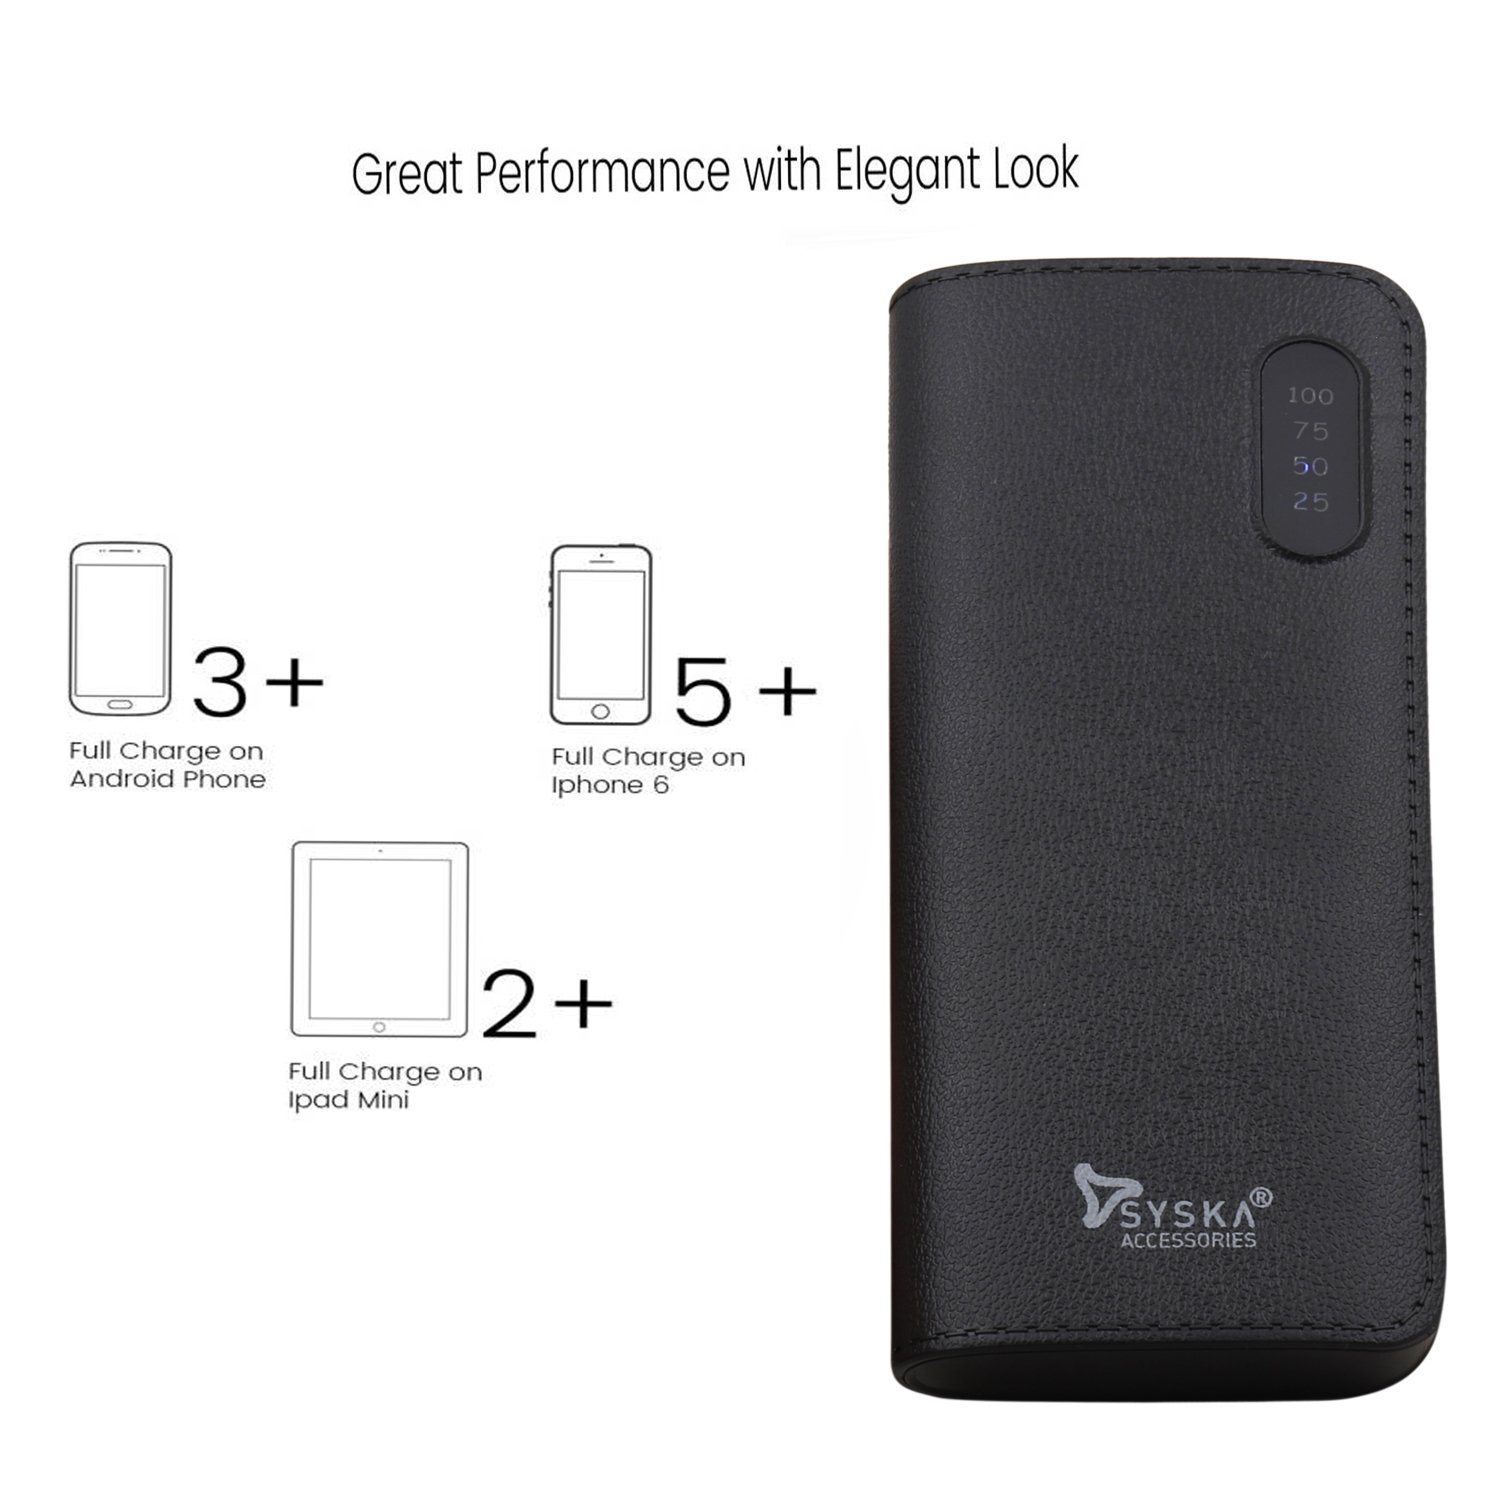 Great Performance with Elegant Look
100
75
50
25
3+
Full Charge on
Android Phone
5+
Full Charge on
Iphone 6
2+
Full Charge on
Ipad Mini
SYSKA®
ACCESSORIES